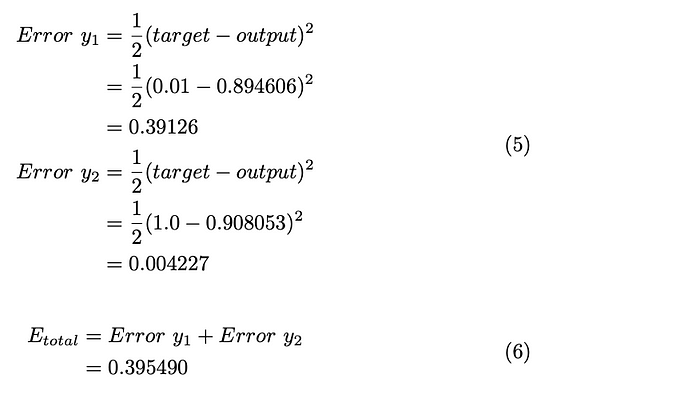 Error y₁ = 1/2 (target − output)²
= 1/2 (0.01 − 0.894606)²
= 0.39126
(5)
Error y₂ = 1/2 (target − output)²
= 1/2 (1.0 − 0.908053)²
= 0.004227
E_total = Error y₁ + Error y₂
(6)
= 0.395490